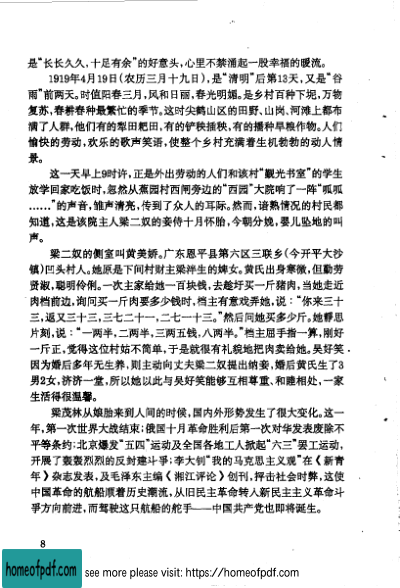 是“长长久久，十足有余”的好意头，心里不禁涌起一股幸福的暖流。
1919年4月19日(农历三月十九日)，是“清明”后第13天，又是“谷
雨”前两天。时值阳春三月，风和日丽，春光明媚。是乡村百种下坭，万物
复苏，春耕春种最繁忙的季节。这时尖鹤山区的田野、山岗、河滩上都布
满了人群，他们有的犁田耙田，有的铲秧插秧，有的播种旱粮作物。人们
愉快的劳动，欢乐的歌声笑语，使整个乡村充满着生机勃勃的动人情
景。
这一天早上9时许，正是外出劳动的人们和该村“觀光书室”的学生
放学回家吃饭时，忽然从蕉园村西闸旁边的“西园”大院响了一阵“呱呱
……”的声音，雏声清亮，传到了众人的耳际。然而，谙熟情况的村民都
知道，这是该院主人梁二奴的妾侍十月怀胎，今朝分娩，婴儿坠地的叫
声。
梁二奴的侧室叫黄美娇。广东恩平县第六区三联乡(今开平大沙
镇)凹头村人。她原是下间村财主梁泮生的婢女。黄氏出身寒微，但勤劳
贤淑，聪明伶俐。一次主家给她一百块钱，去趁圩买一斤猪肉，当她走近
肉档前边，询问买一斤肉要多少钱时，档主有意戏弄她，说：“你来三十
三，返又三十三，三七二十一，二七一十三。”然后问她买多少斤。她靜思
片刻，说：“一两半，二两半，三两五钱，八两半。”档主屈手指一算，刚好
一斤正，觉得这位村姑不简单，于是就很有礼貌地把肉卖给她。吴好笑
因为婚后多年无生养，则主动向丈夫梁二奴提出纳妾，婚后黄氏生了3
男2女，济济一堂，所以她以此与吴好笑能够互相尊重、和睦相处，一家
生活得很温馨。
梁茂林从娘胎来到人间的时候，国内外形势发生了很大变化。这一
年，第一次世界大战结束；俄国十月革命胜利后第一次对华发表废除不
平等条约；北京爆发“五四”运动及全国各地工人掀起“六三”罢工运动，
开展了轰轰烈烈的反封建斗爭；李大钊“我的马克思主义观”在《新青
年》杂志发表，及毛泽东主编《湘江评论》创刊，抨击社会时弊，这使
中国革命的航船顺着历史潮流，从旧民主革命转入新民主主义革命斗
爭方向前进，而驾驶这只航船的舵手——中国共产党也即将诞生。
8
homeofpdf.com
see more please visit: https://homeofpdf.com